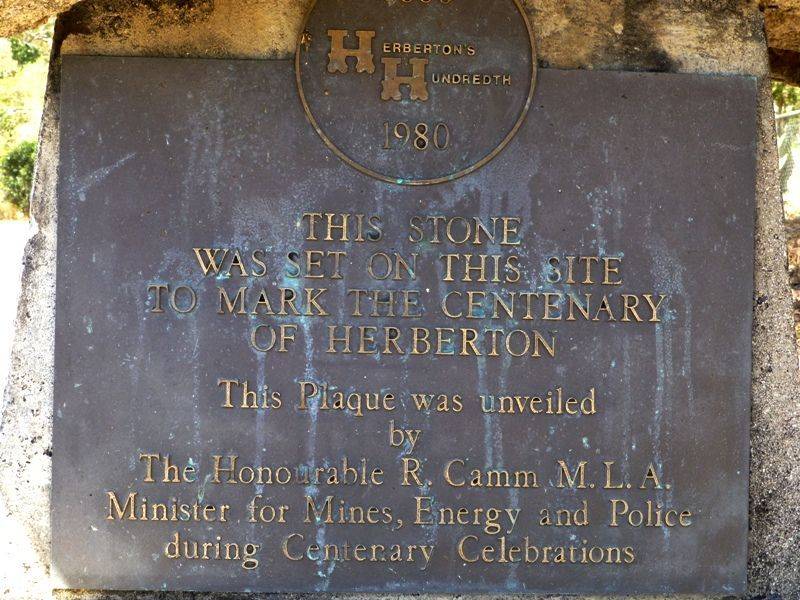 HERBERTON'S
HUNDREDTH
1980
THIS STONE
WAS SET ON THIS SITE
TO MARK THE CENTENARY
OF HERBERTON
This Plaque was unveiled
by
The Honourable R. Camm M.L.A.
Minister for Mines, Energy and Police
during Centenary Celebrations